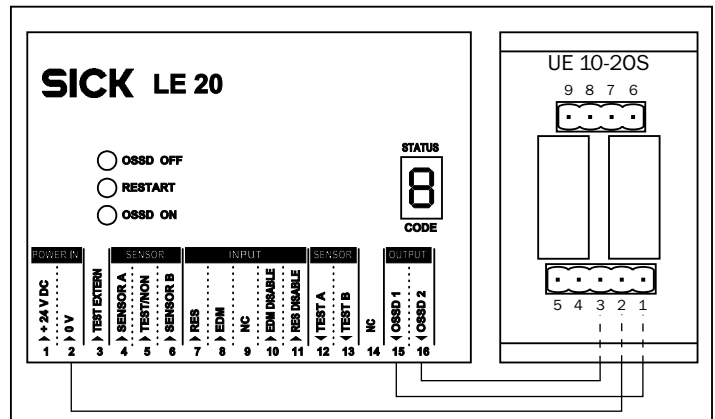 SICK LE 20
OSSD OFF
RESTART
OSSD ON
STATUS
8
CODE
POWER IN SENSOR INPUT SENSOR OUTPUT
+ 24 V DC
0 V
TEST EXTERN
SENSOR A
TEST/NON
SENSOR B
RES
EDM
NC
EDM DISABLE
RES DISABLE
TEST A
TEST B
NC
OSSD 1
OSSD 2
1 2 3 4 5 6 7 8 9 10 11 12 13 14 15 16
UE 10-20S
9 8 7 6
5 4 3 2 1